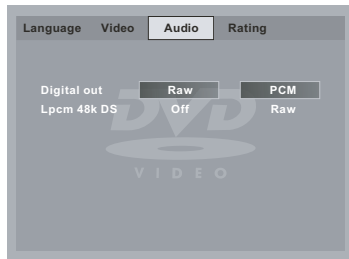 Language Video Audio Rating
Digital out Raw PCM
Lpcm 48k DS Off Raw
DVD
VIDEO